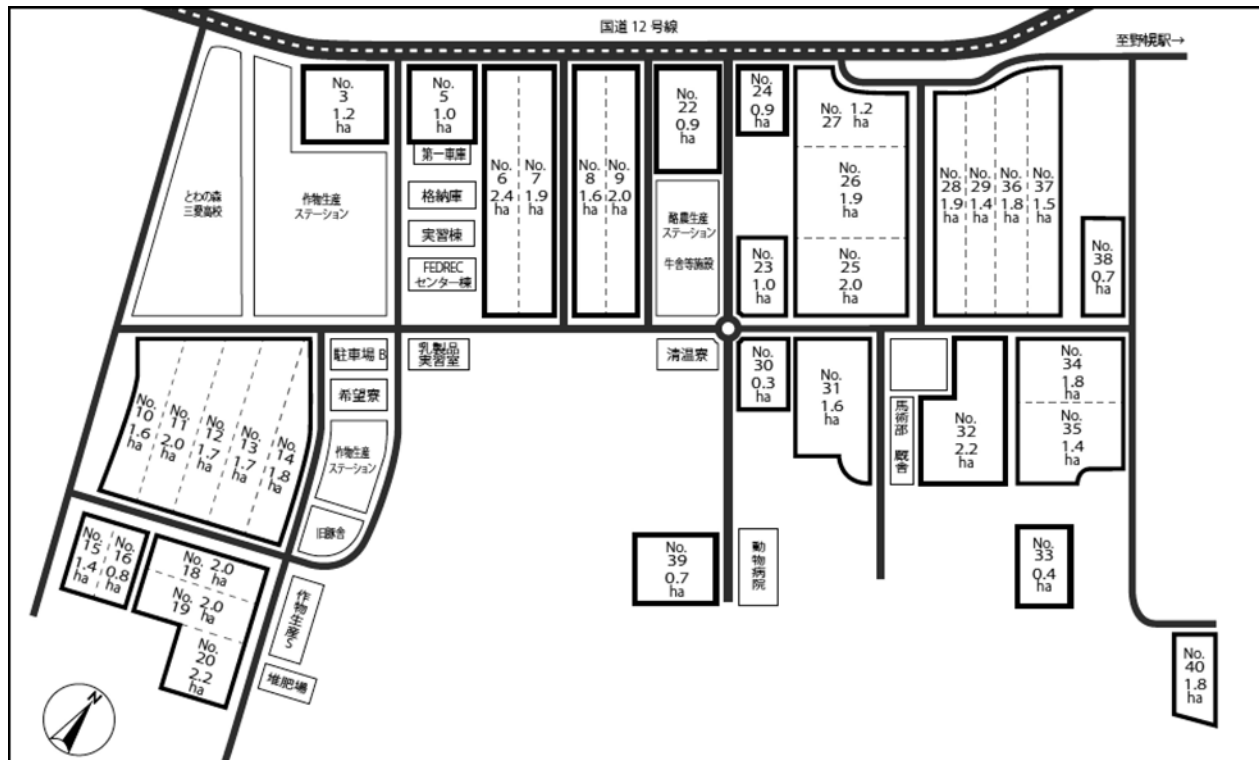 国道 12 号線
至野幌駅→
No.
3
1.2
ha
No.
5
1.0
ha
第一車庫
格納庫
実習棟
FEDREC
センター棟
とわの森
三愛高校
作物生産
ステーション
No.
6
2.4
ha
No.
7
1.9
ha
No.
8
1.6
ha
No.
9
2.0
ha
No.
22
0.9
ha
酪農生産
ステーション
牛舎等施設
No.
24
0.9
ha
No.
23
1.0
ha
No.
27
1.2
ha
No.
26
1.9
ha
No.
25
2.0
ha
No.
28
1.9
ha
No.
29
1.4
ha
No.
36
1.8
ha
No.
37
1.5
ha
No.
38
0.7
ha
No.
10
1.6
ha
No.
11
2.0
ha
No.
12
1.7
ha
No.
13
1.7
ha
No.
14
1.8
ha
駐車場 B
希望寮
作物生産
ステーション
旧豚舎
乳製品
実習室
清温寮
No.
30
0.3
ha
No.
31
1.6
ha
馬術部 厩舎
No.
32
2.2
ha
No.
34
1.8
ha
No.
35
1.4
ha
No.
15
1.4
ha
No.
16
0.8
ha
No.
18
2.0
ha
No.
19
2.0
ha
No.
20
2.2
ha
作物生産S
堆肥場
No.
39
0.7
ha
動物病院
No.
33
0.4
ha
No.
40
1.8
ha
N